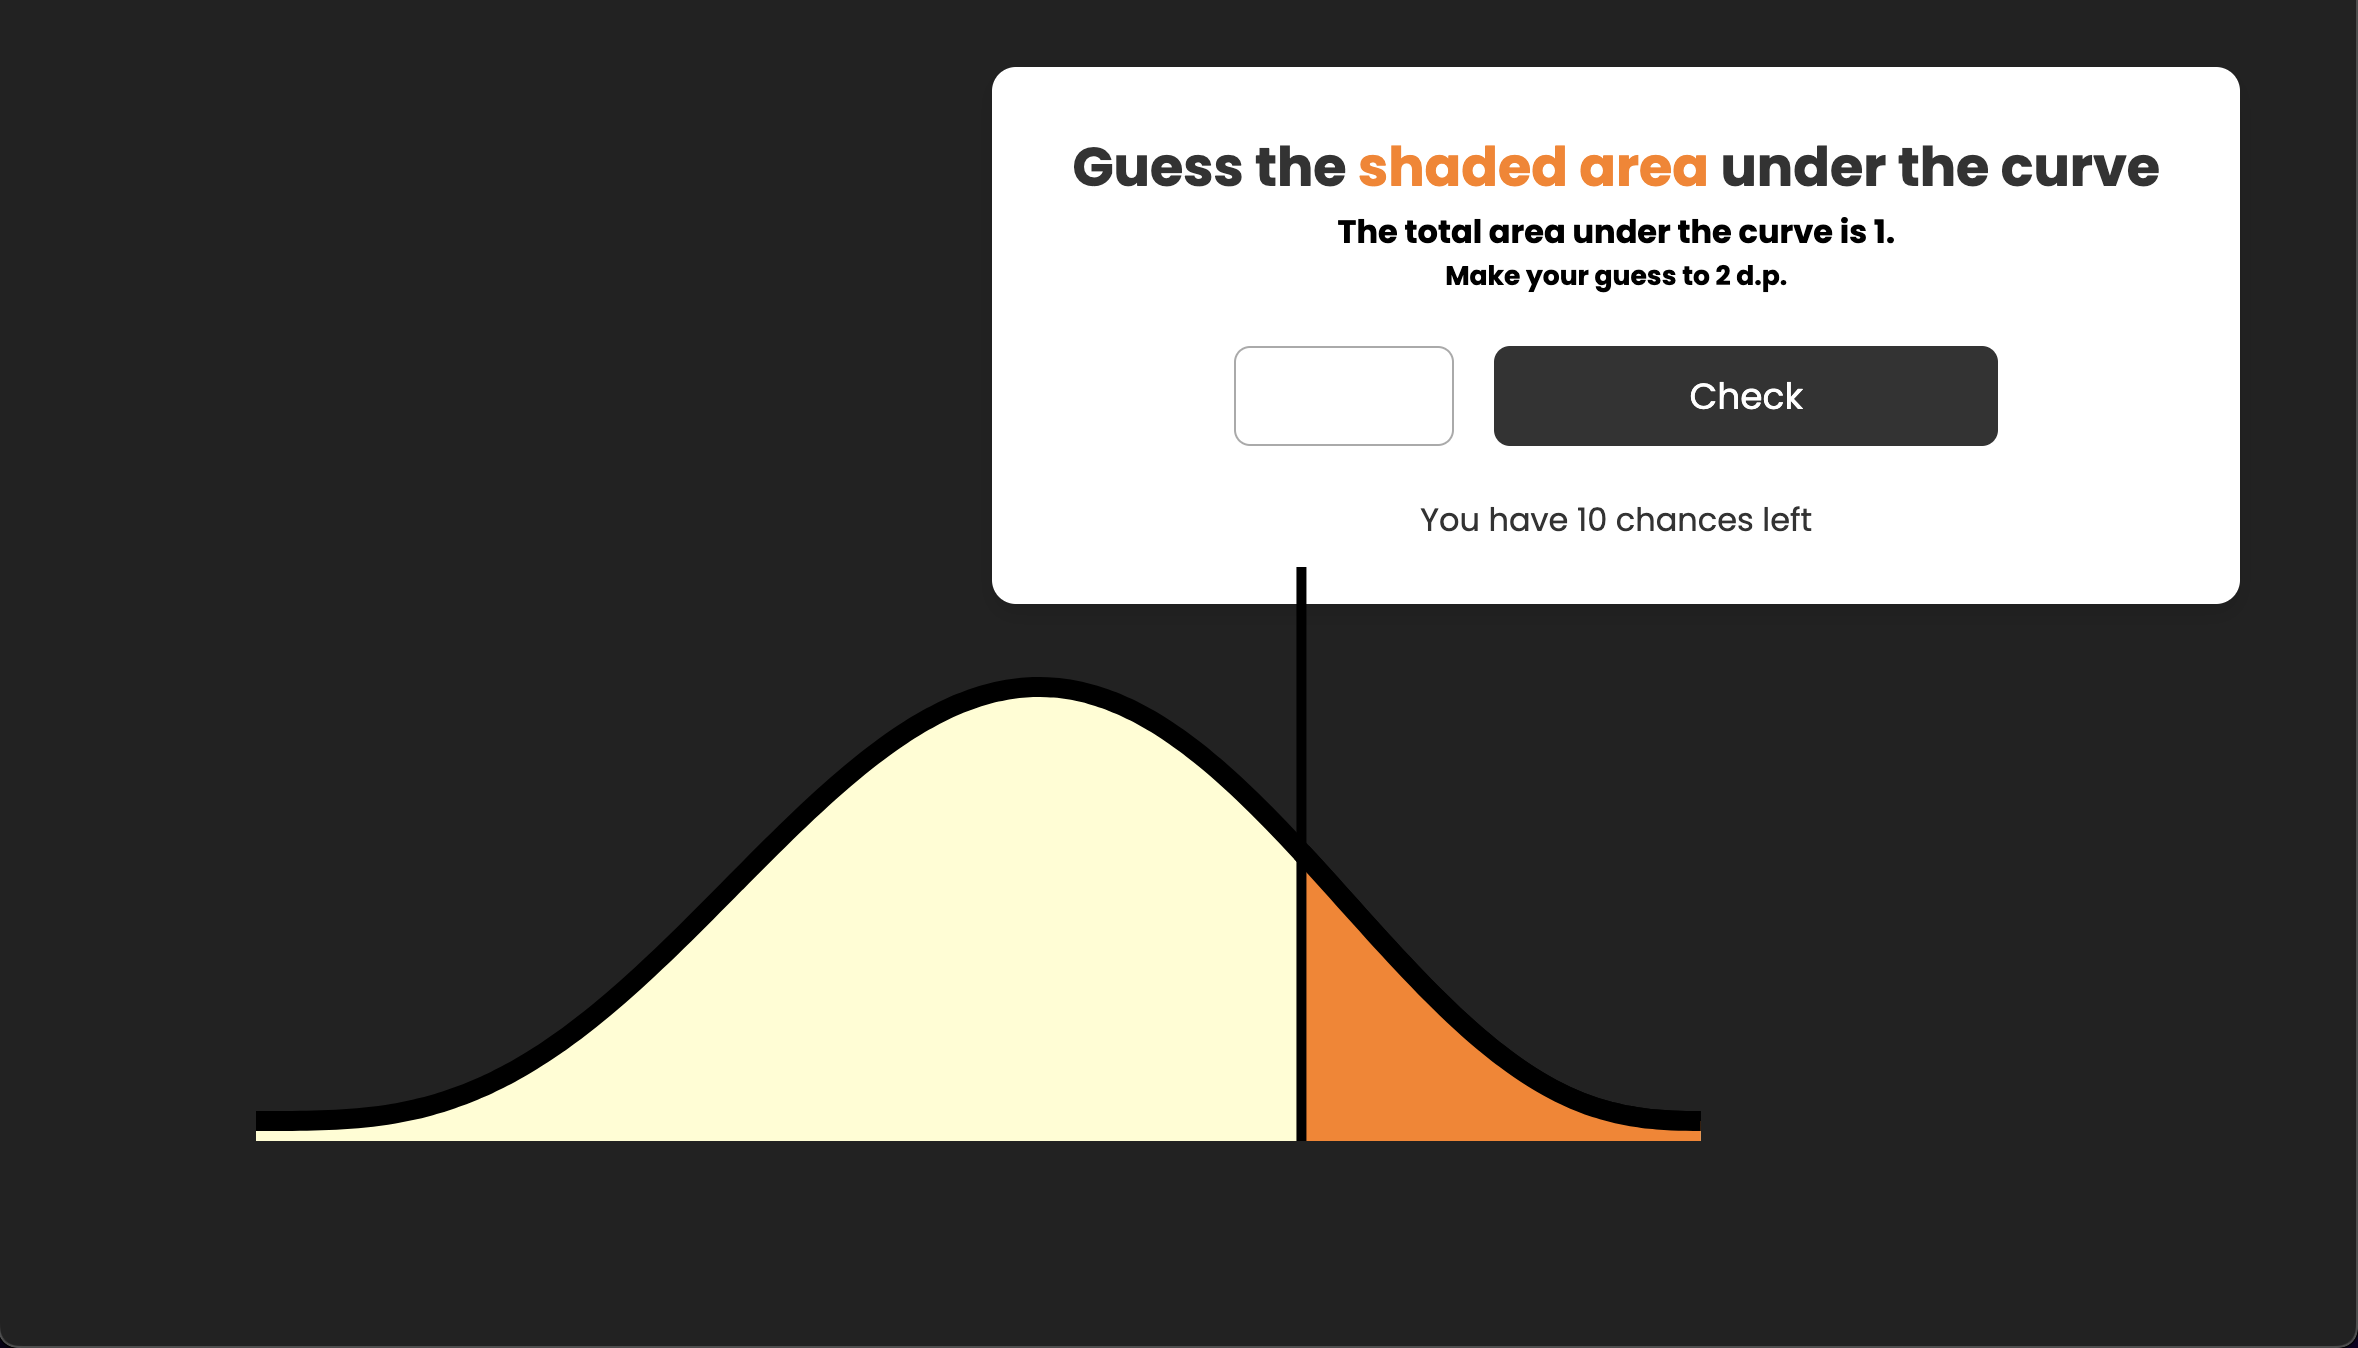 Guess the shaded area under the curve
The total area under the curve is 1.
Make your guess to 2 d.p.
Check
You have 10 chances left